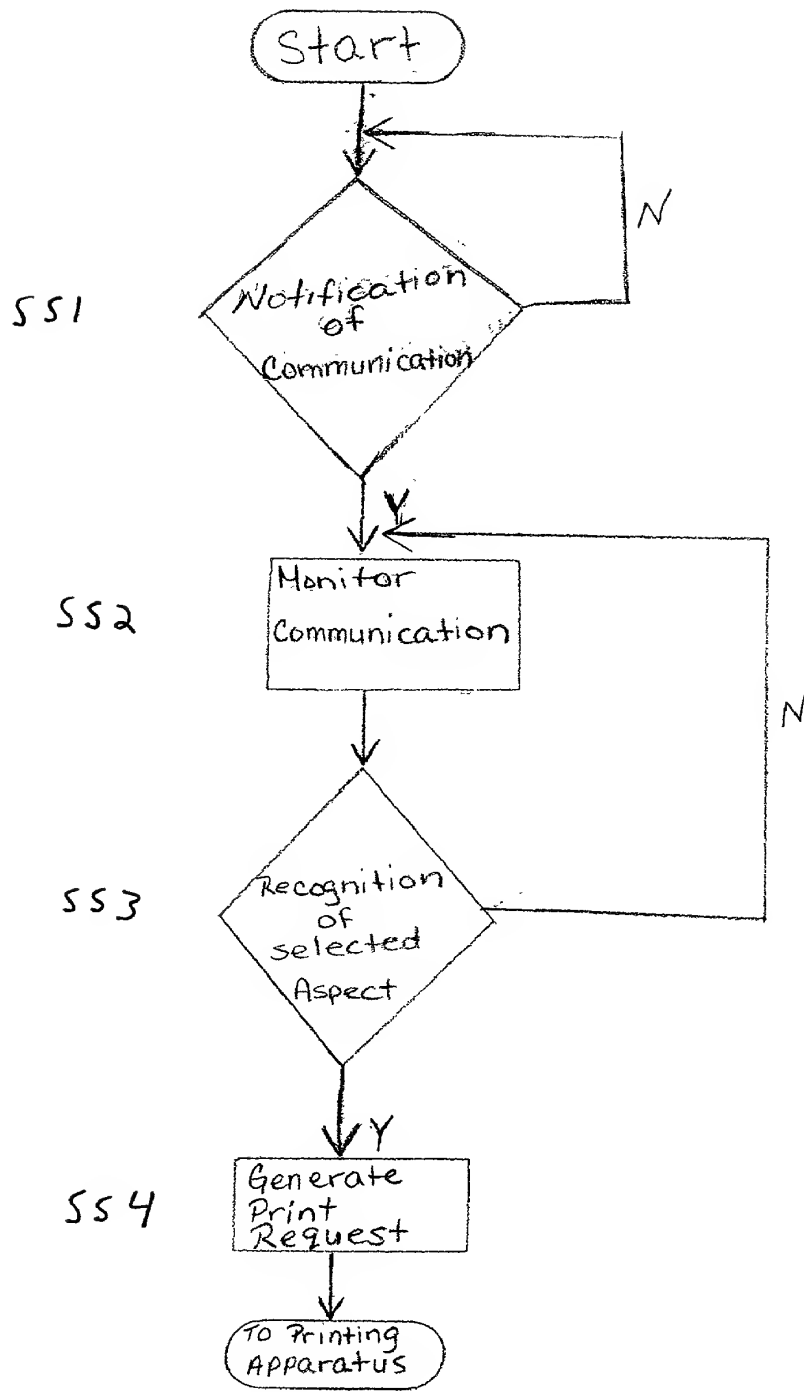 Start
N
SS1
Notification
of
Communication
Y
SS2
Monitor
Communication
N
SS3
Recognition
of
selected
Aspect
Y
SS4
Generate
Print
Request
TO Printing
Apparatus